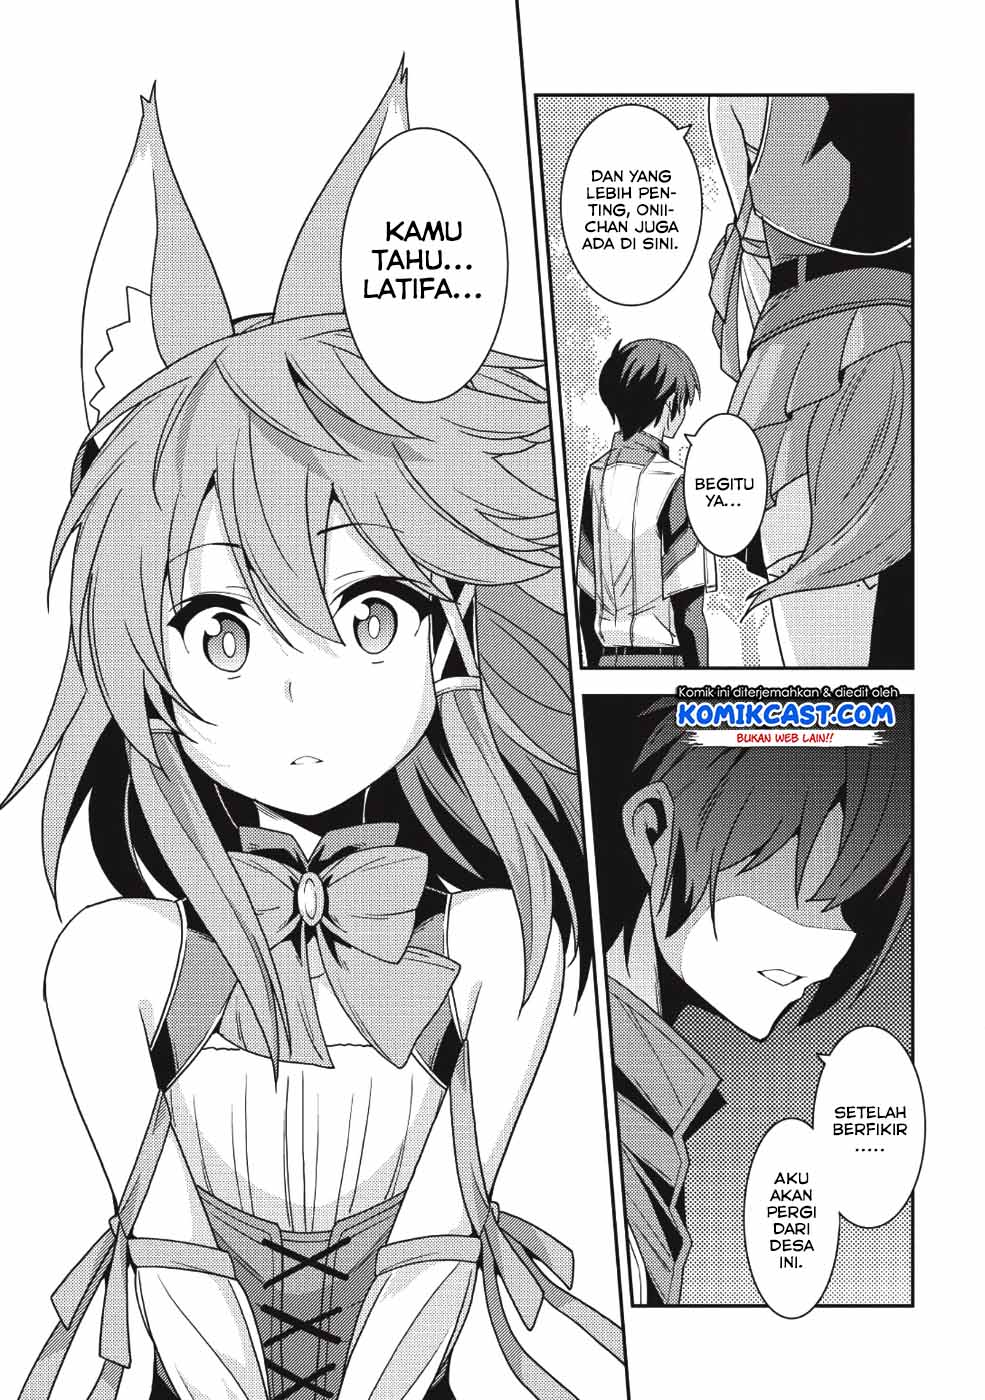 DAN YANG
LEBIH PEN-
TING, ONII-
CHAN JUGA
ADA DI SINI.
BEGITU
YA...
Komik ini diterjemahkan & diedit oleh
KOMIKCAST.COM
BUKAN WEB LAIN!!
SETELAH
BERFIKIR
.....
AKU
AKAN
PERGI
DARI
DESA
INI.
KAMU
TAHU...
LATIFA...